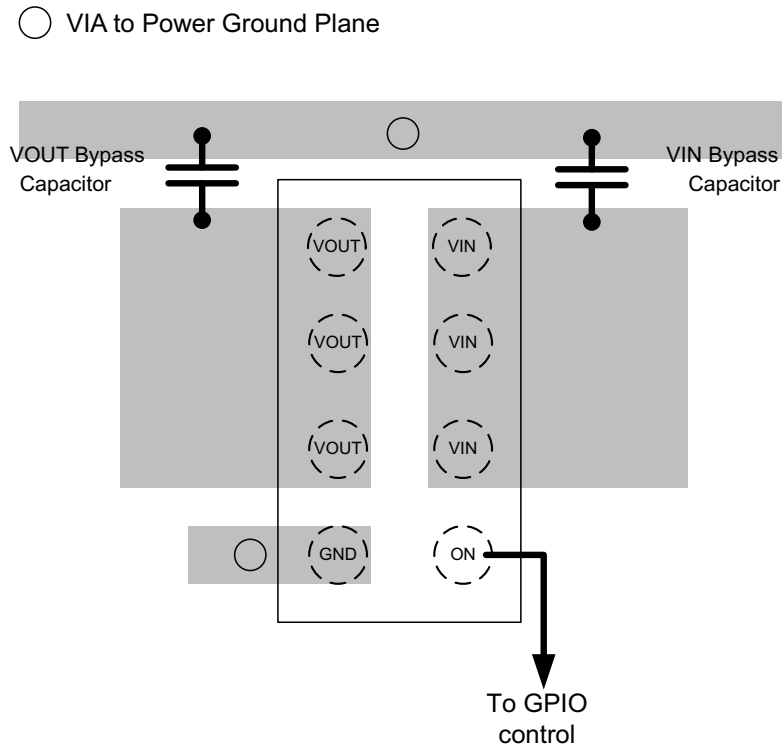 VIA to Power Ground Plane
VOUT Bypass
Capacitor
VIN Bypass
Capacitor
VOUT
VIN
VOUT
VIN
VOUT
VIN
GND
ON
To GPIO
control